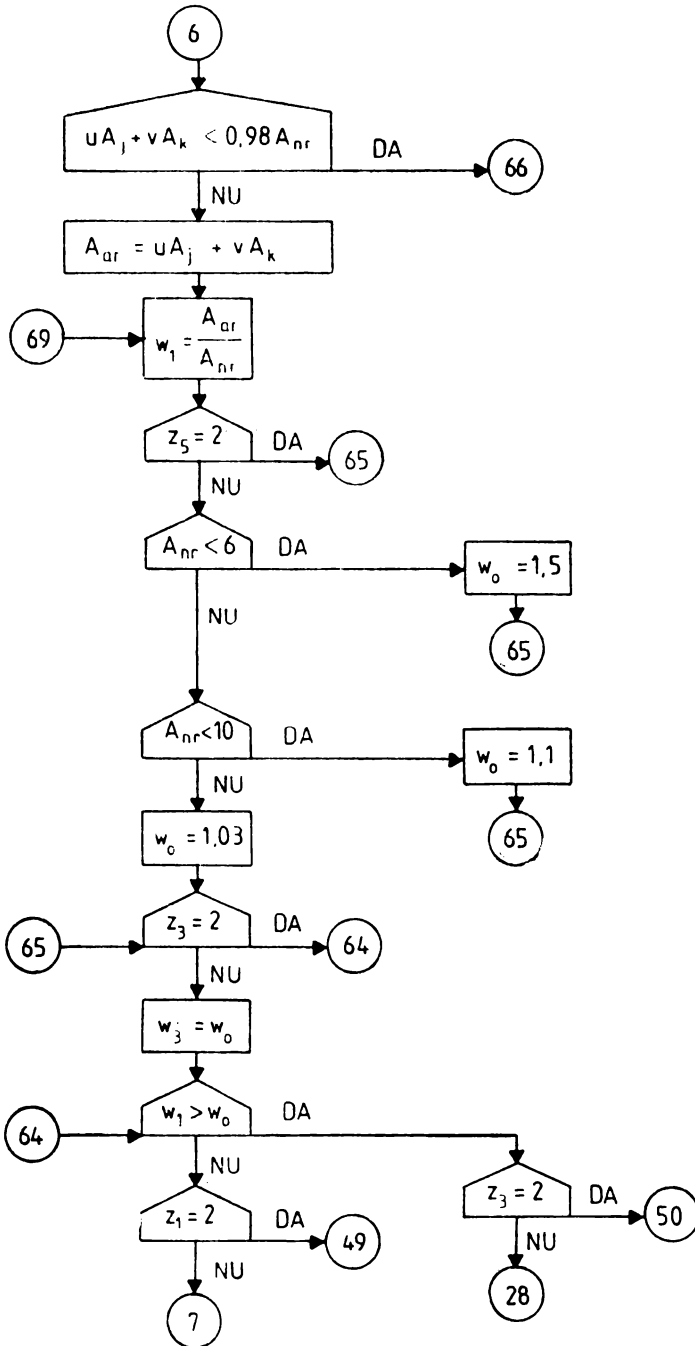 6
uA_j + vA_k < 0,98 A_nr
DA
66
NU
A_ar = uA_j + vA_k
69
w_1 = A_ar / A_nr
z_5 = 2
DA
65
NU
A_nr < 6
DA
w_o = 1,5
65
NU
A_nr < 10
DA
w_o = 1,1
65
NU
w_o = 1,03
65
z_3 = 2
DA
64
NU
w_3 = w_o
64
w_1 > w_o
DA
NU
z_1 = 2
DA
49
z_3 = 2
DA
50
NU
NU
7
28